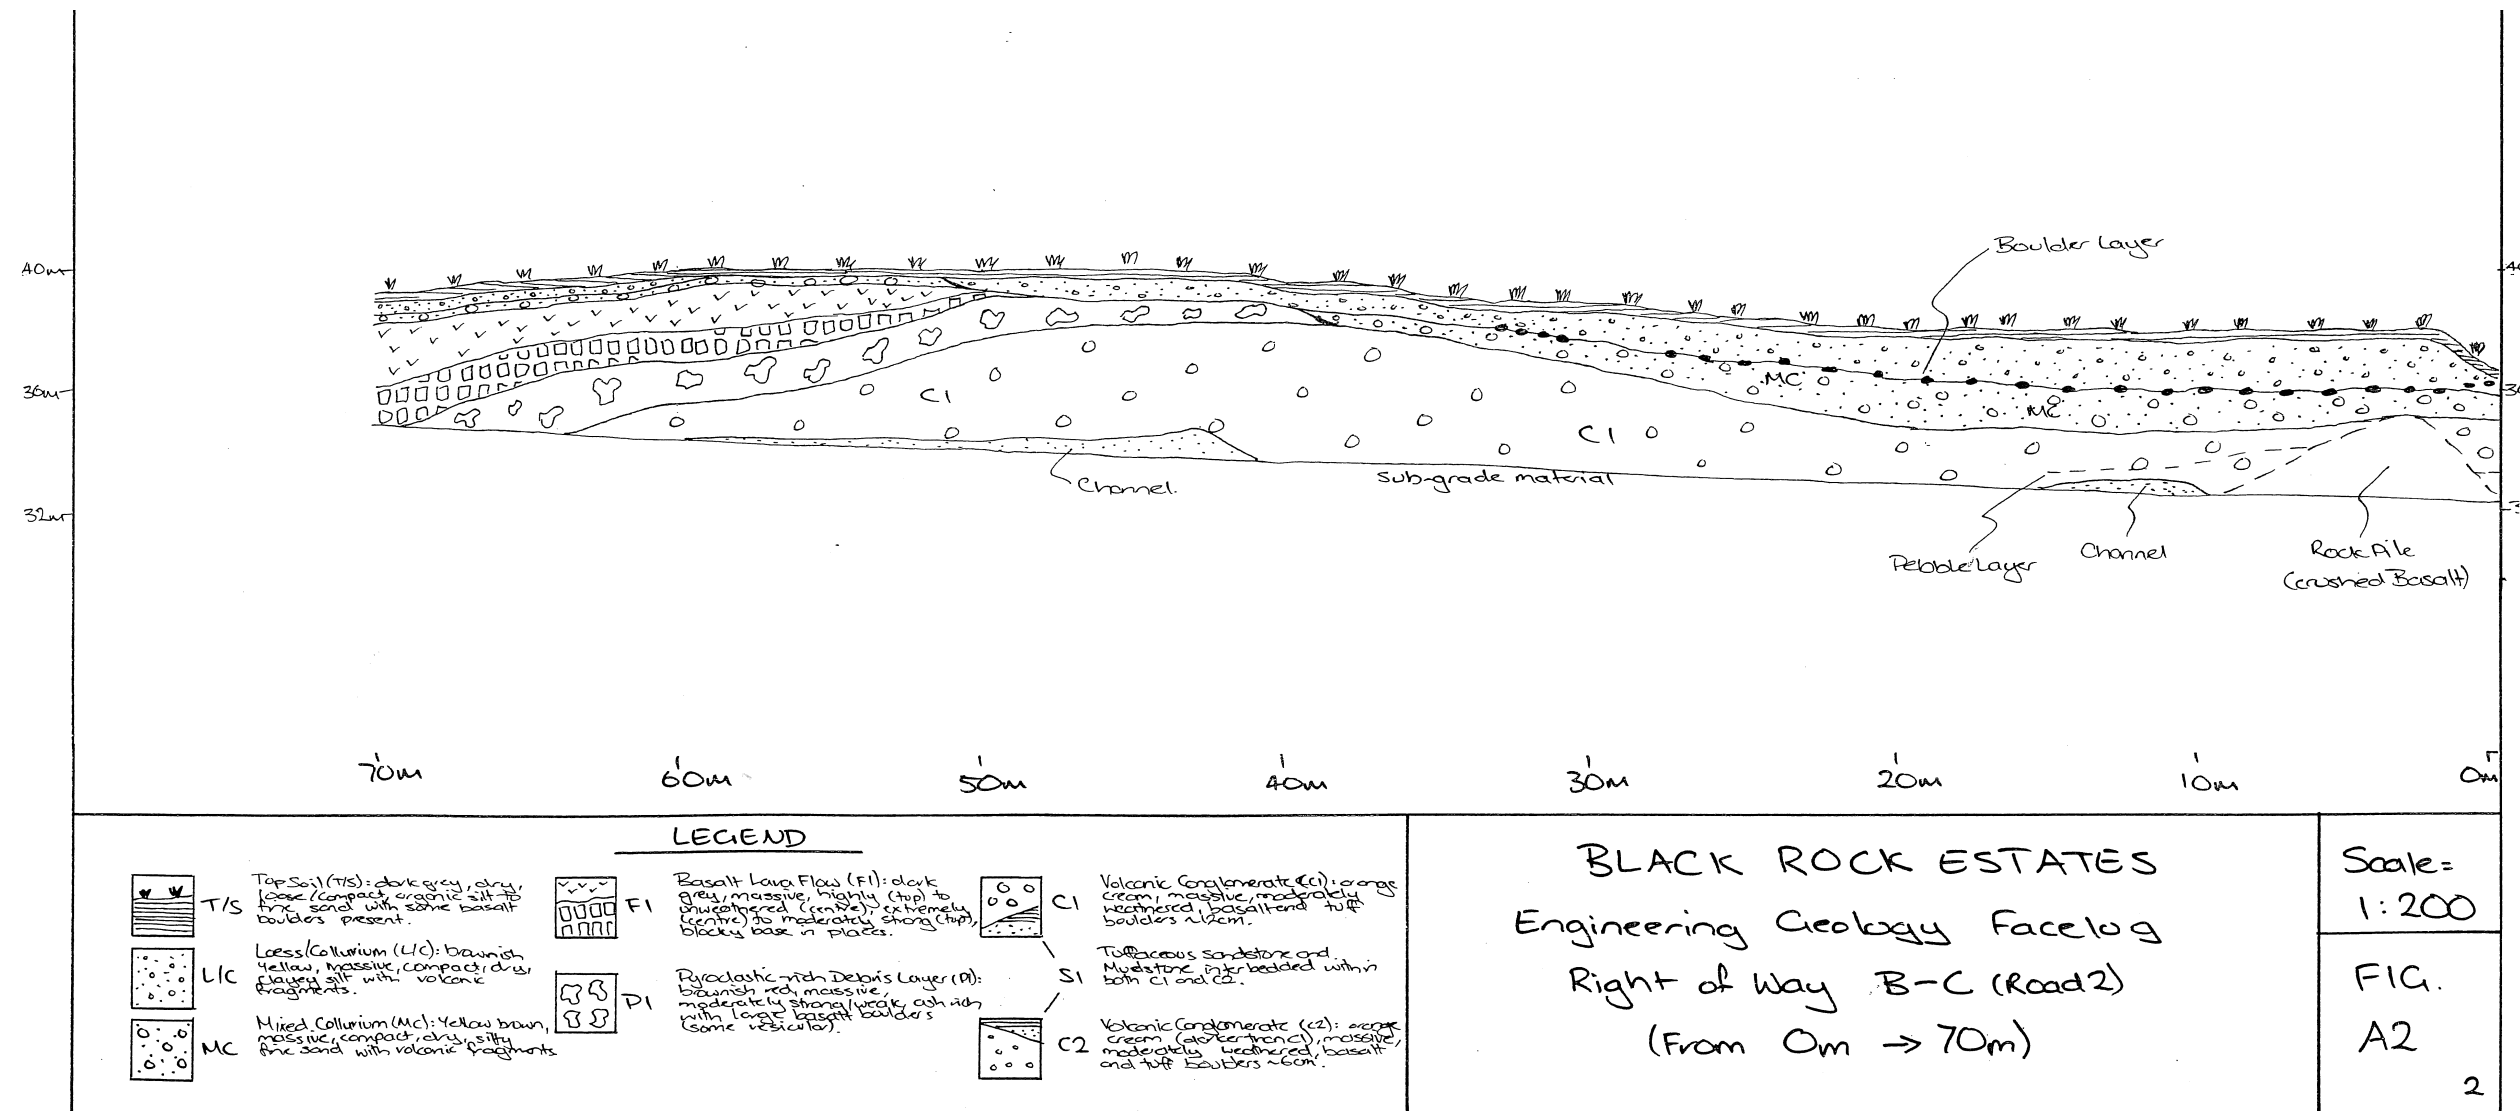 Boulder Layer
40m
40
36m
MC
MC
C1
C1
Channel.
Sub-grade material
32m
Pebble Layer
Channel
Rock Pile
(crushed Basalt)
70m
60m
50m
40m
30m
20m
10m
0m
LEGEND
T/S
Top Soil (T/S): dark grey, dry,
loose/compact, organic silt to
fine sand with some basalt
boulders present.
L/C
Loess/Collurium (L/C): brownish
yellow, massive, compact, dry,
clayey silt with volcanic
fragments.
MC
Mixed Collurium (MC): Yellow brown,
massive, compact, dry, silty
fine sand with volcanic fragments
F1
Basalt Lava Flow (F1): dark
grey, massive, highly (top) to
unweathered (centre), extremely
(centre) to moderately strong (top),
blocky base in places.
P1
Pyroclastic-rich Debris Layer (P1):
brownish red, massive,
moderately strong/weak, ash rich
with large basalt boulders
(some vesicular).
C1
Volcanic Conglomerate (C1): orange
cream, massive, moderately
weathered, basalt and tuff
boulders ~12cm.
S1
Tuffaceous sandstone and
Mudstone interbedded within
both C1 and C2.
C2
Volcanic Conglomerate (C2): orange
cream (darker than C1), massive,
moderately weathered, basalt
and tuff boulders ~6cm.
BLACK ROCK ESTATES
Engineering Geology Facelog
Right of Way B-C (Road 2)
(From 0m → 70m)
Scale=
1:200
FIG.
A2
2